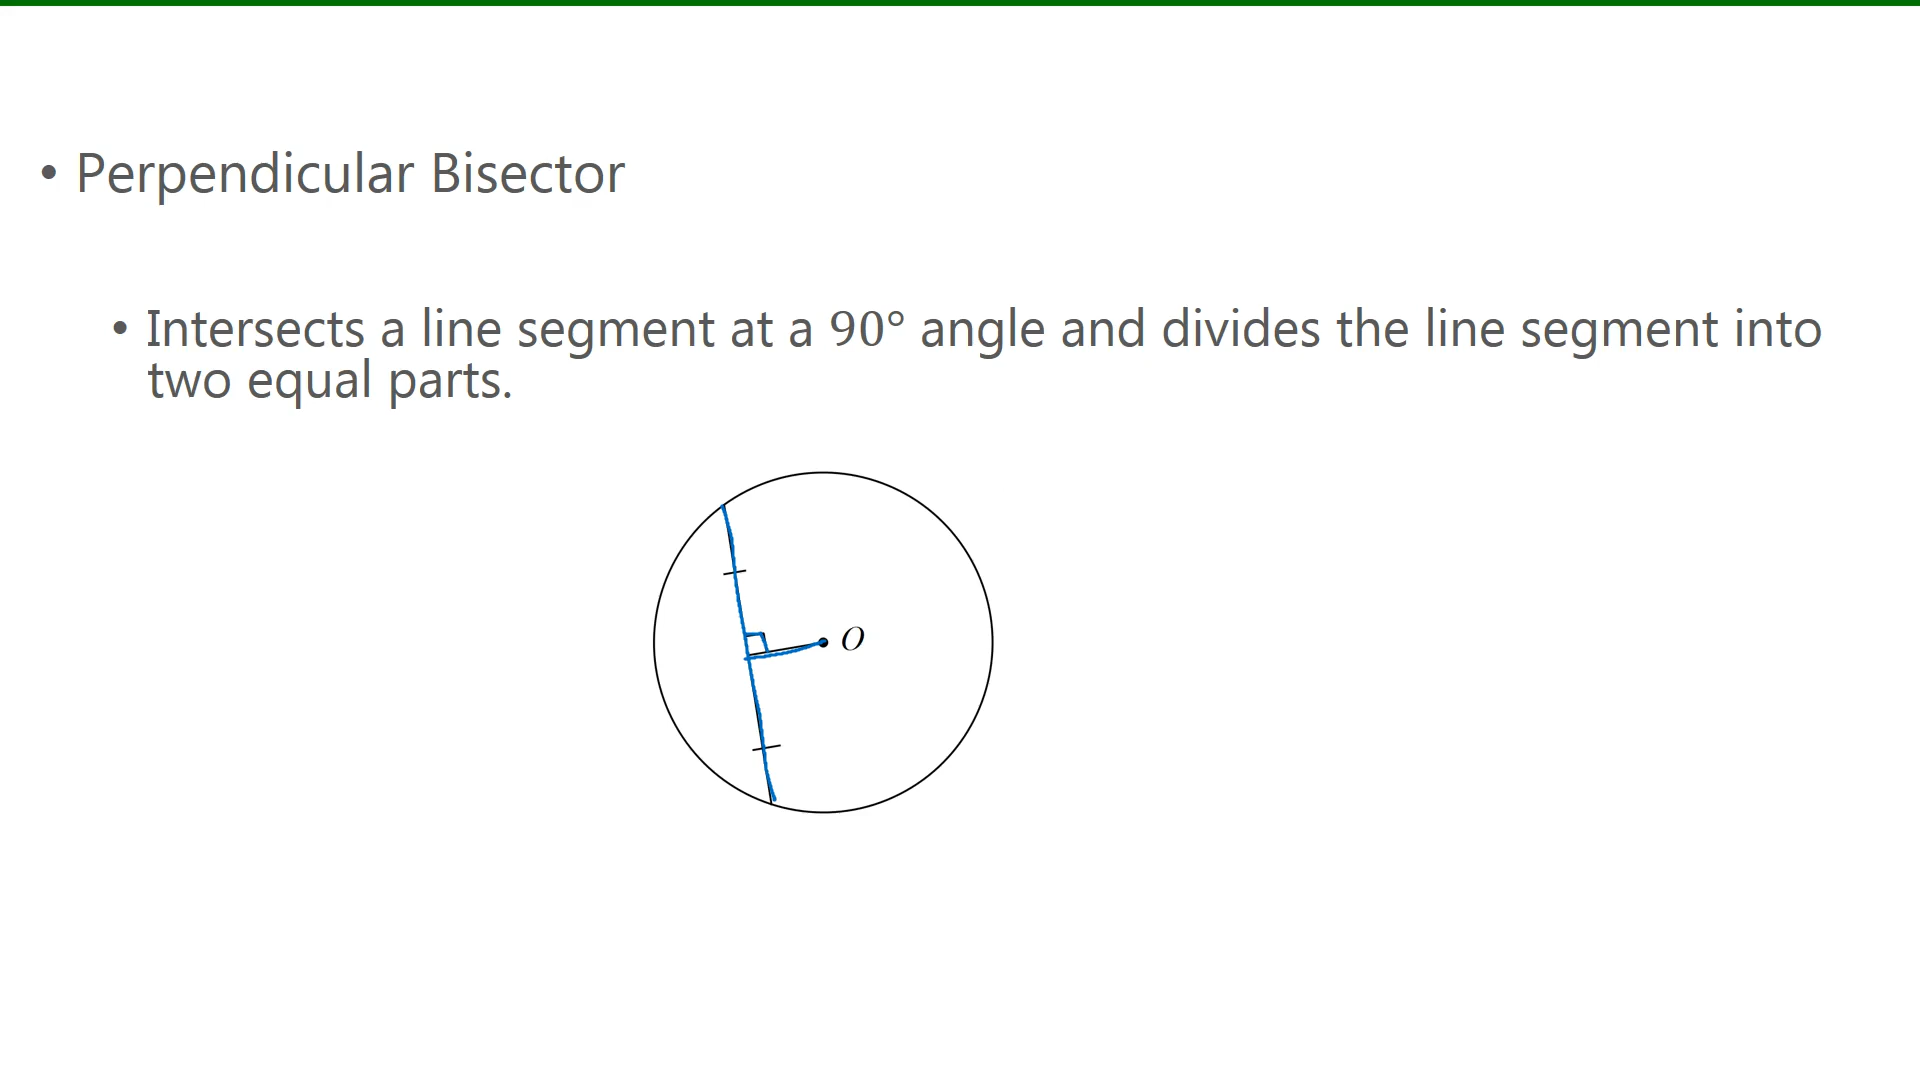 • Perpendicular Bisector
• Intersects a line segment at a 90° angle and divides the line segment into
two equal parts.
O